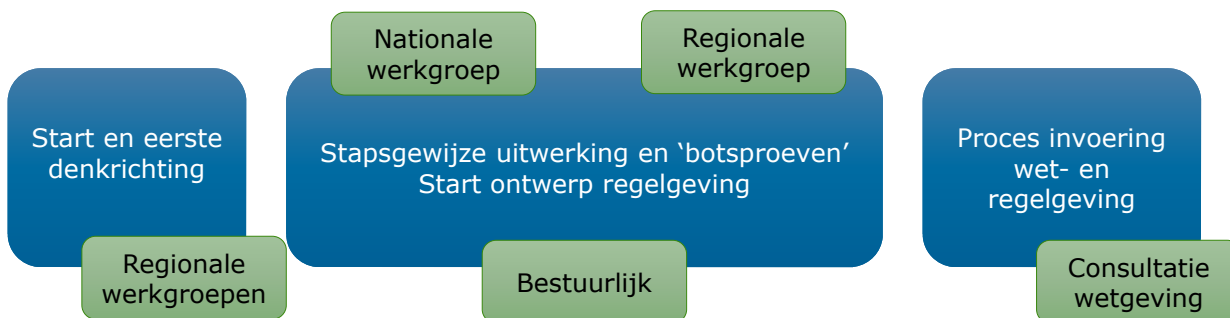 Nationale
werkgroep
Regionale
werkgroep
Start en eerste
denkrichting
Stapsgewijze uitwerking en ‘botsproeven’
Start ontwerp regelgeving
Proces invoering
wet- en
regelgeving
Regionale
werkgroepen
Bestuurlijk
Consultatie
wetgeving